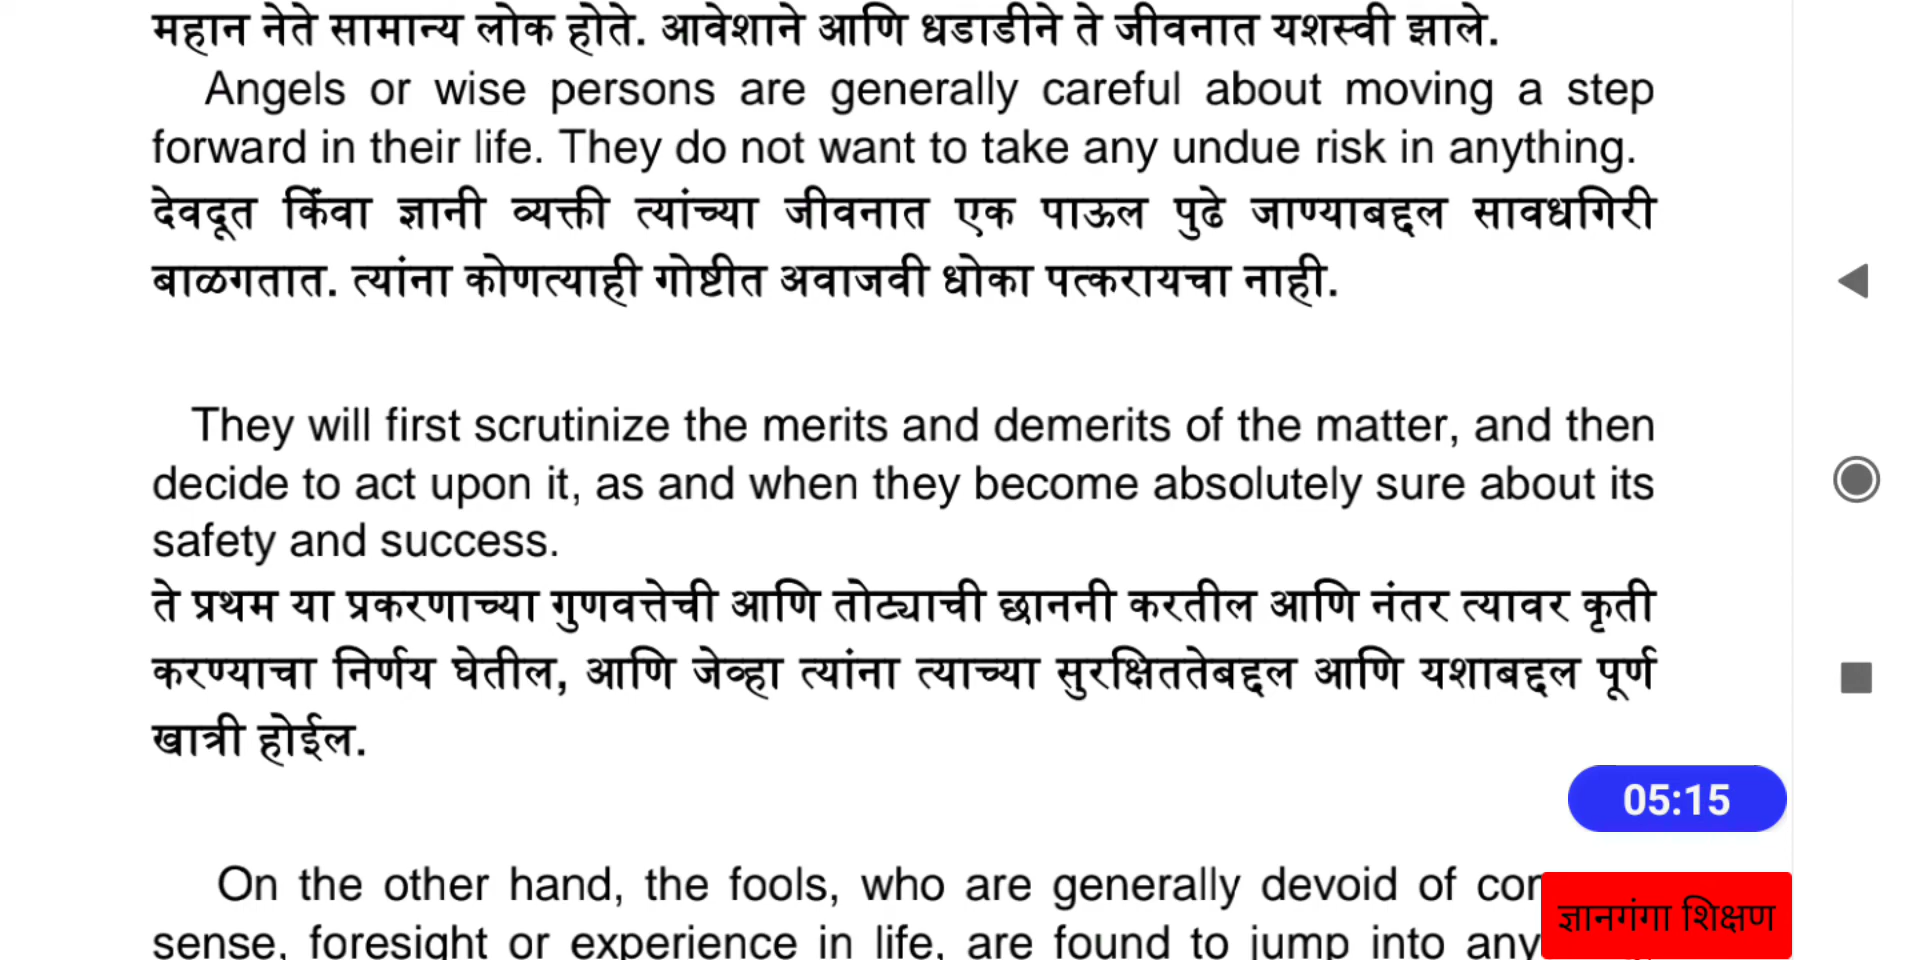 महान नेते सामान्य लोक होते. आवेशाने आणि धडाडीने ते जीवनात यशस्वी झाले.
Angels or wise persons are generally careful about moving a step
forward in their life. They do not want to take any undue risk in anything.
देवदूत किंवा ज्ञानी व्यक्ती त्यांच्या जीवनात एक पाऊल पुढे जाण्याबद्दल सावधगिरी
बाळगतात. त्यांना कोणत्याही गोष्टीत अवाजवी धोका पत्करायचा नाही.
They will first scrutinize the merits and demerits of the matter, and then
decide to act upon it, as and when they become absolutely sure about its
safety and success.
ते प्रथम या प्रकरणाच्या गुणवत्तेची आणि तोट्याची छाननी करतील आणि नंतर त्यावर कृती
करण्याचा निर्णय घेतील, आणि जेव्हा त्यांना त्याच्या सुरक्षिततेबद्दल आणि यशाबद्दल पूर्ण
खात्री होईल.
05:15
On the other hand, the fools, who are generally devoid of
sense, foresight or experience in life, are found to jump into any
ज्ञानगंगा शिक्षण